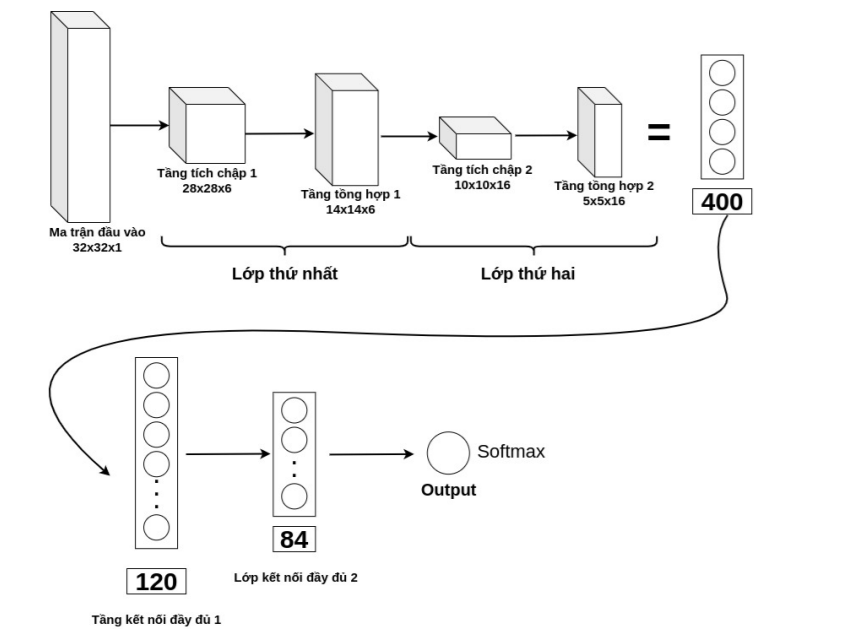 Tầng tích chập 1
28x28x6
Tầng tổng hợp 1
14x14x6
Tầng tích chập 2
10x10x16
Tầng tổng hợp 2
5x5x16
=
400
Ma trận đầu vào
32x32x1
Lớp thứ nhất
Lớp thứ hai
Softmax
Output
84
120
Lớp kết nối đầy đủ 2
Tầng kết nối đầy đủ 1